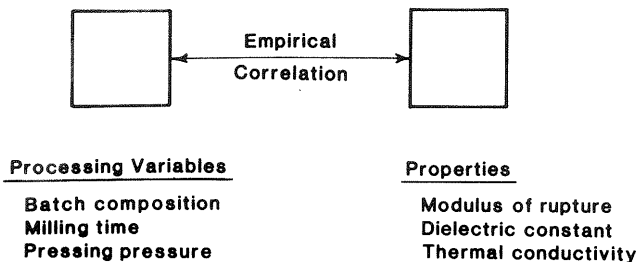 Empirical
Correlation
Processing Variables
Batch composition
Milling time
Pressing pressure
Properties
Modulus of rupture
Dielectric constant
Thermal conductivity